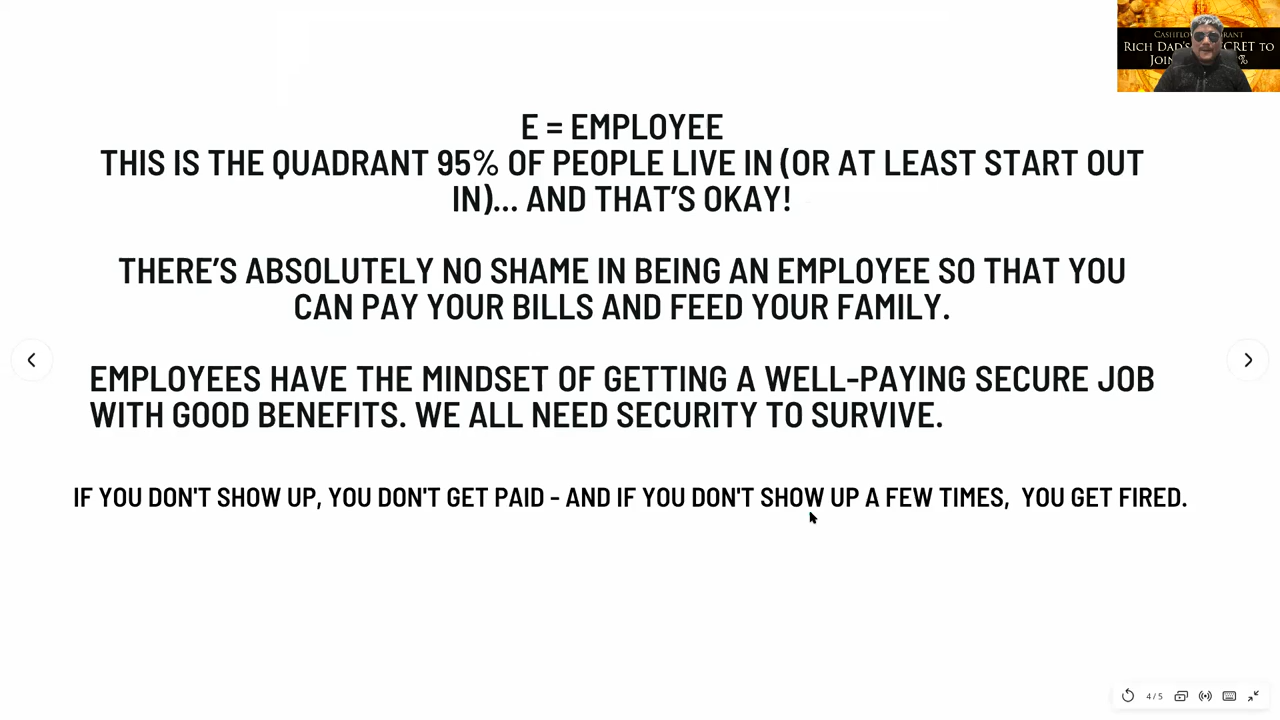 E = EMPLOYEE
THIS IS THE QUADRANT 95% OF PEOPLE LIVE IN (OR AT LEAST START OUT
IN)... AND THAT'S OKAY!
THERE'S ABSOLUTELY NO SHAME IN BEING AN EMPLOYEE SO THAT YOU
CAN PAY YOUR BILLS AND FEED YOUR FAMILY.
EMPLOYEES HAVE THE MINDSET OF GETTING A WELL-PAYING SECURE JOB
WITH GOOD BENEFITS. WE ALL NEED SECURITY TO SURVIVE.
IF YOU DON'T SHOW UP, YOU DON'T GET PAID - AND IF YOU DON'T SHOW UP A FEW TIMES,  YOU GET FIRED.
RICH DAD'S TO
4/5